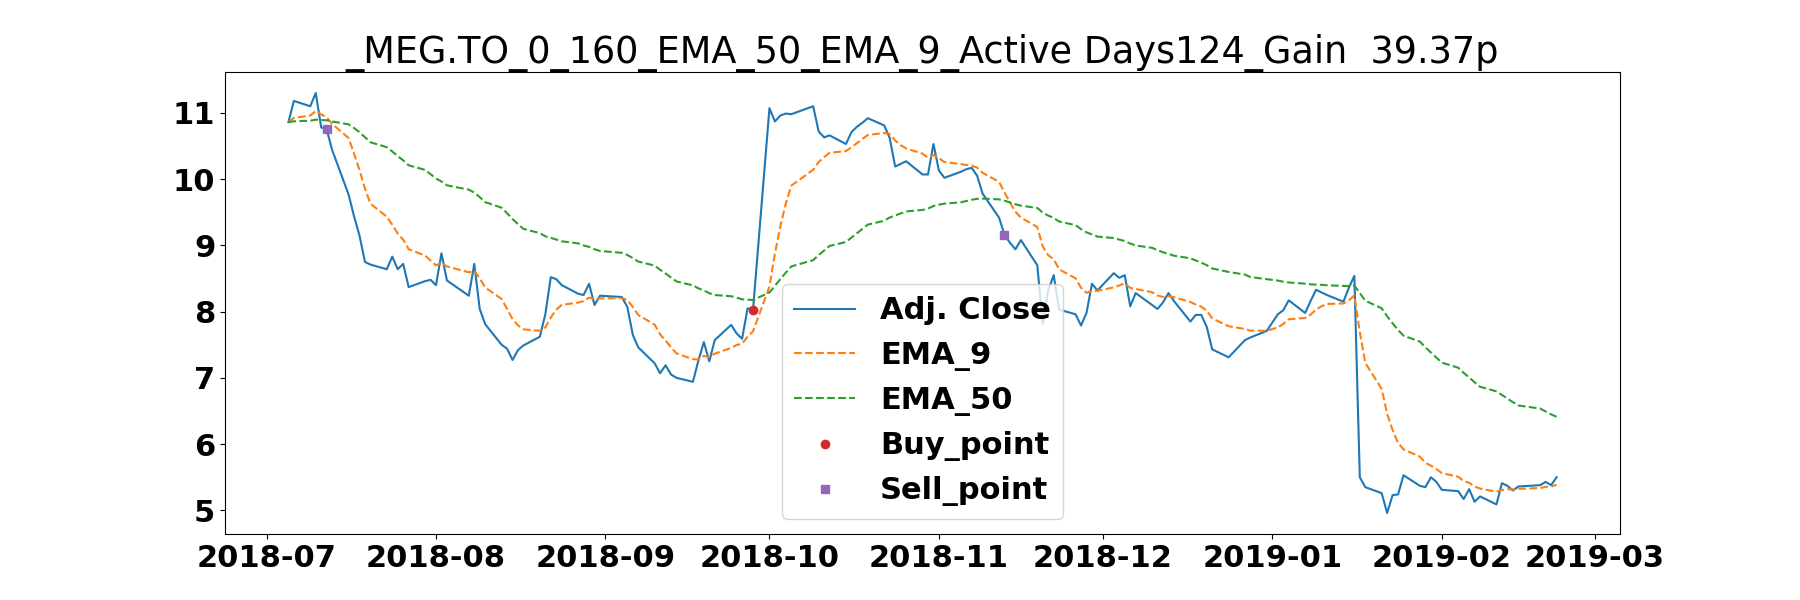 _MEG.TO_0_160_EMA_50_EMA_9_Active Days124_Gain  39.37p
11
10
9
8
7
6
5
Adj. Close
EMA_9
EMA_50
Buy_point
Sell_point
2018-07 2018-08 2018-09 2018-10 2018-11 2018-12 2019-01 2019-02 2019-03